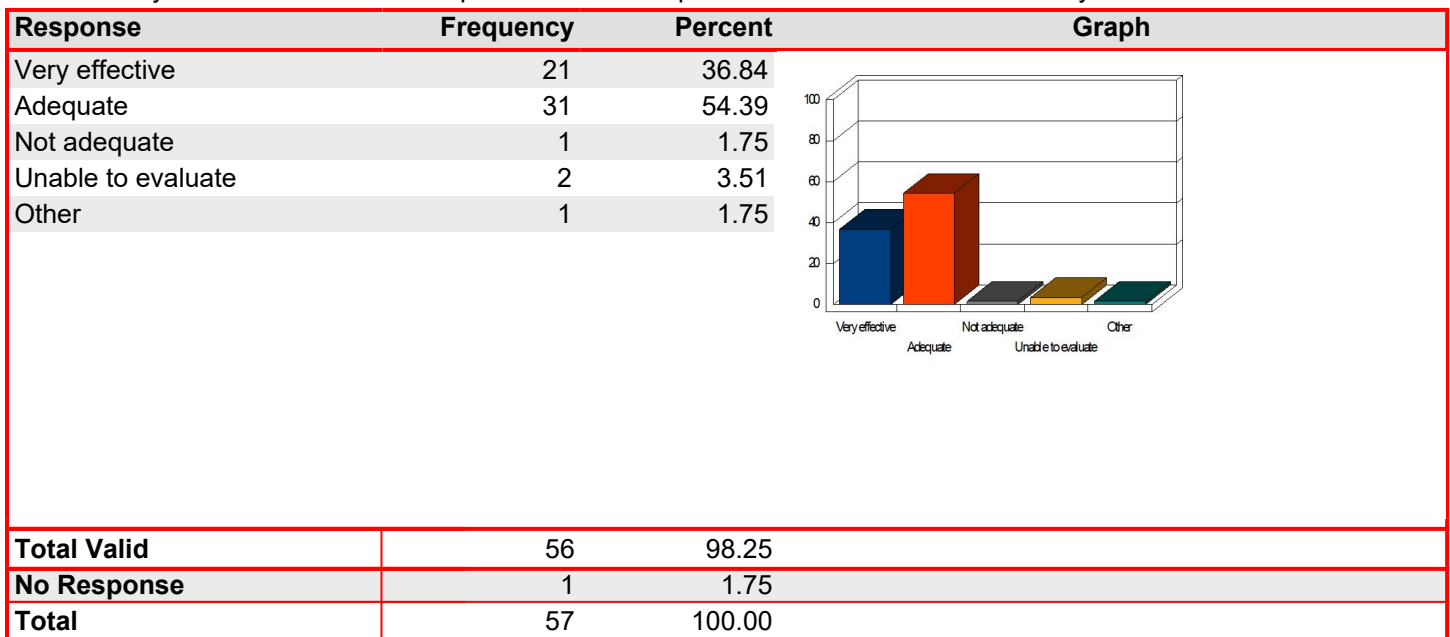 Response Frequency Percent Graph
Very effective 21 36.84
Adequate 31 54.39
Not adequate 1 1.75
Unable to evaluate 2 3.51
Other 1 1.75
100
80
60
40
20
0
Very effective Not adequate Other
Adequate Unable to evaluate
Total Valid 56 98.25
No Response 1 1.75
Total 57 100.00